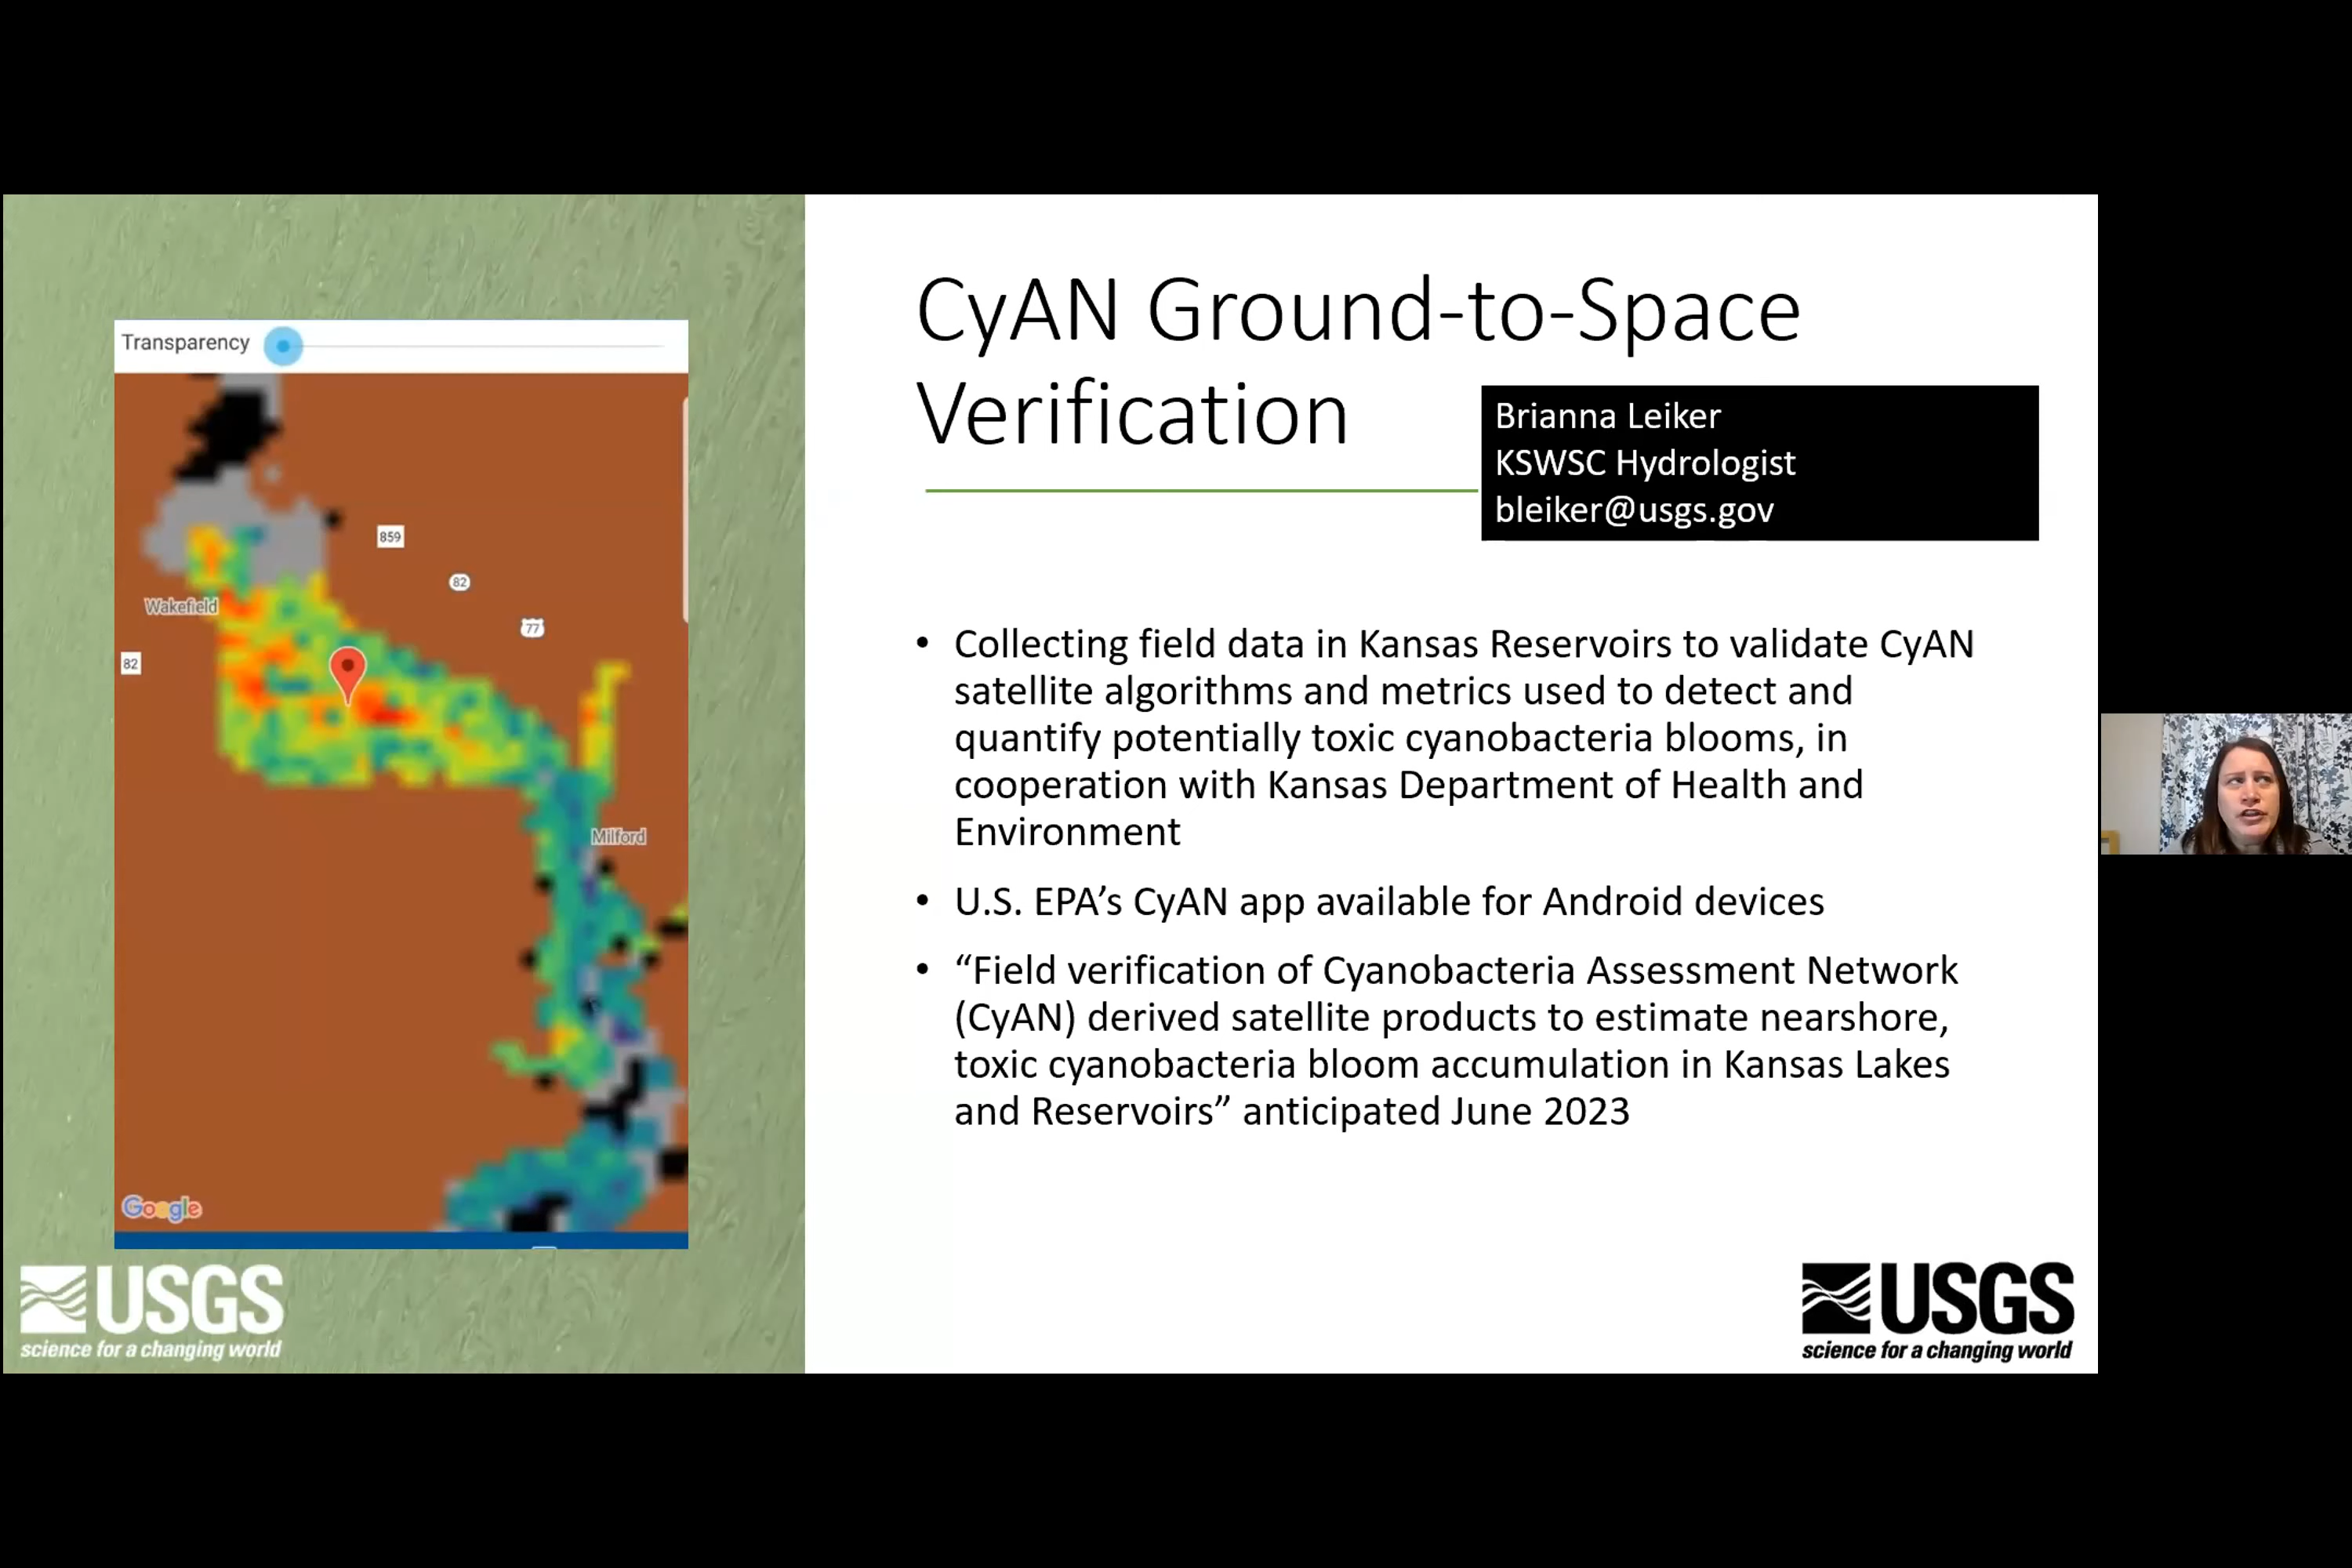 Transparency
859
82
Wakefield
77
82
Milford
Google
USGS
science for a changing world
CyAN Ground-to-Space
Verification
Brianna Leiker
KSWSC Hydrologist
bleiker@usgs.gov
• Collecting field data in Kansas Reservoirs to validate CyAN
satellite algorithms and metrics used to detect and
quantify potentially toxic cyanobacteria blooms, in
cooperation with Kansas Department of Health and
Environment
• U.S. EPA’s CyAN app available for Android devices
• “Field verification of Cyanobacteria Assessment Network
(CyAN) derived satellite products to estimate nearshore,
toxic cyanobacteria bloom accumulation in Kansas Lakes
and Reservoirs” anticipated June 2023
USGS
science for a changing world